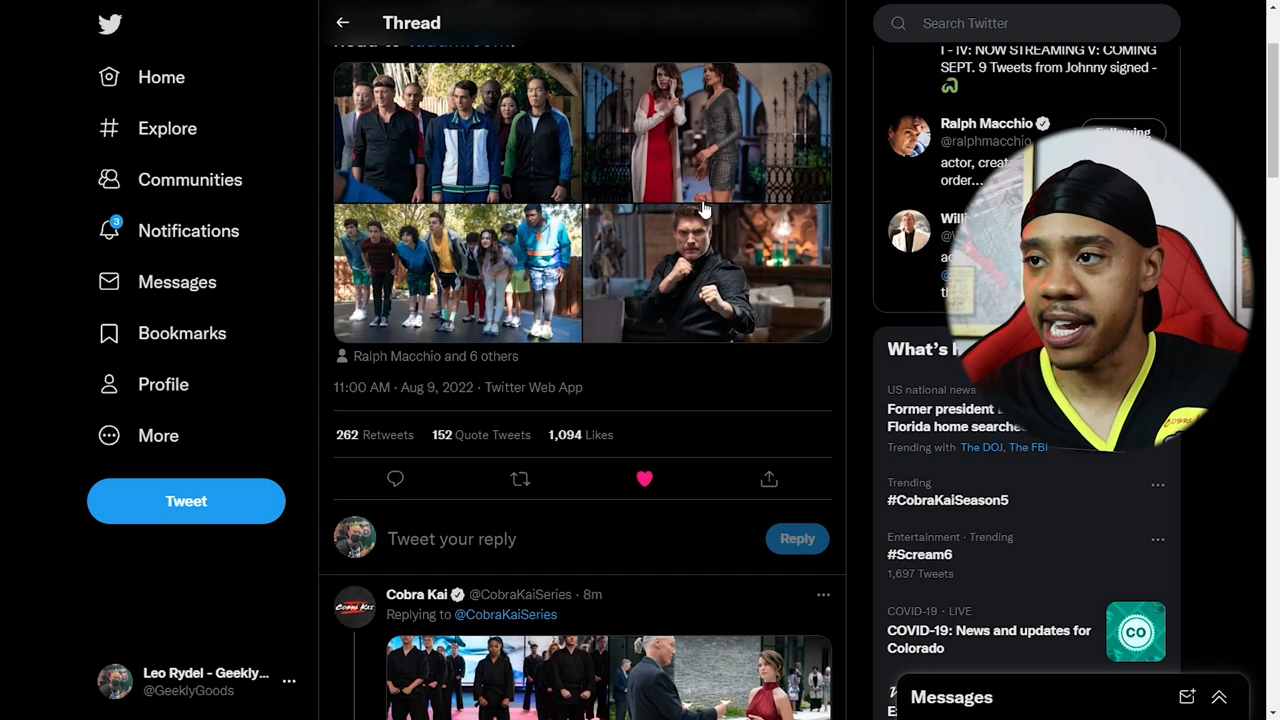 Thread
Search Twitter
Home
Explore
Communities
Notifications
3
Messages
Bookmarks
Profile
More
Tweet
Leo Rydel - Geekly...
@GeeklyGoods
Ralph Macchio and 6 others
11:00 AM · Aug 9, 2022 · Twitter Web App
262 Retweets 152 Quote Tweets 1,094 Likes
Tweet your reply
Reply
Cobra Kai @CobraKaiSeries · 8m
Replying to @CobraKaiSeries
COBRA KAI
I - IV: NOW STREAMING V: COMING
SEPT. 9 Tweets from Johnny signed -
Ralph Macchio
Following
@ralphmacchio
actor,
order...
What's
US national news
Former president
Florida home
Trending with The DOJ, The FBI
Trending
#CobraKaiSeason5
Entertainment · Trending
#Scream6
1,697 Tweets
COVID-19 · LIVE
COVID-19: News and updates for
Colorado
CO
Messages